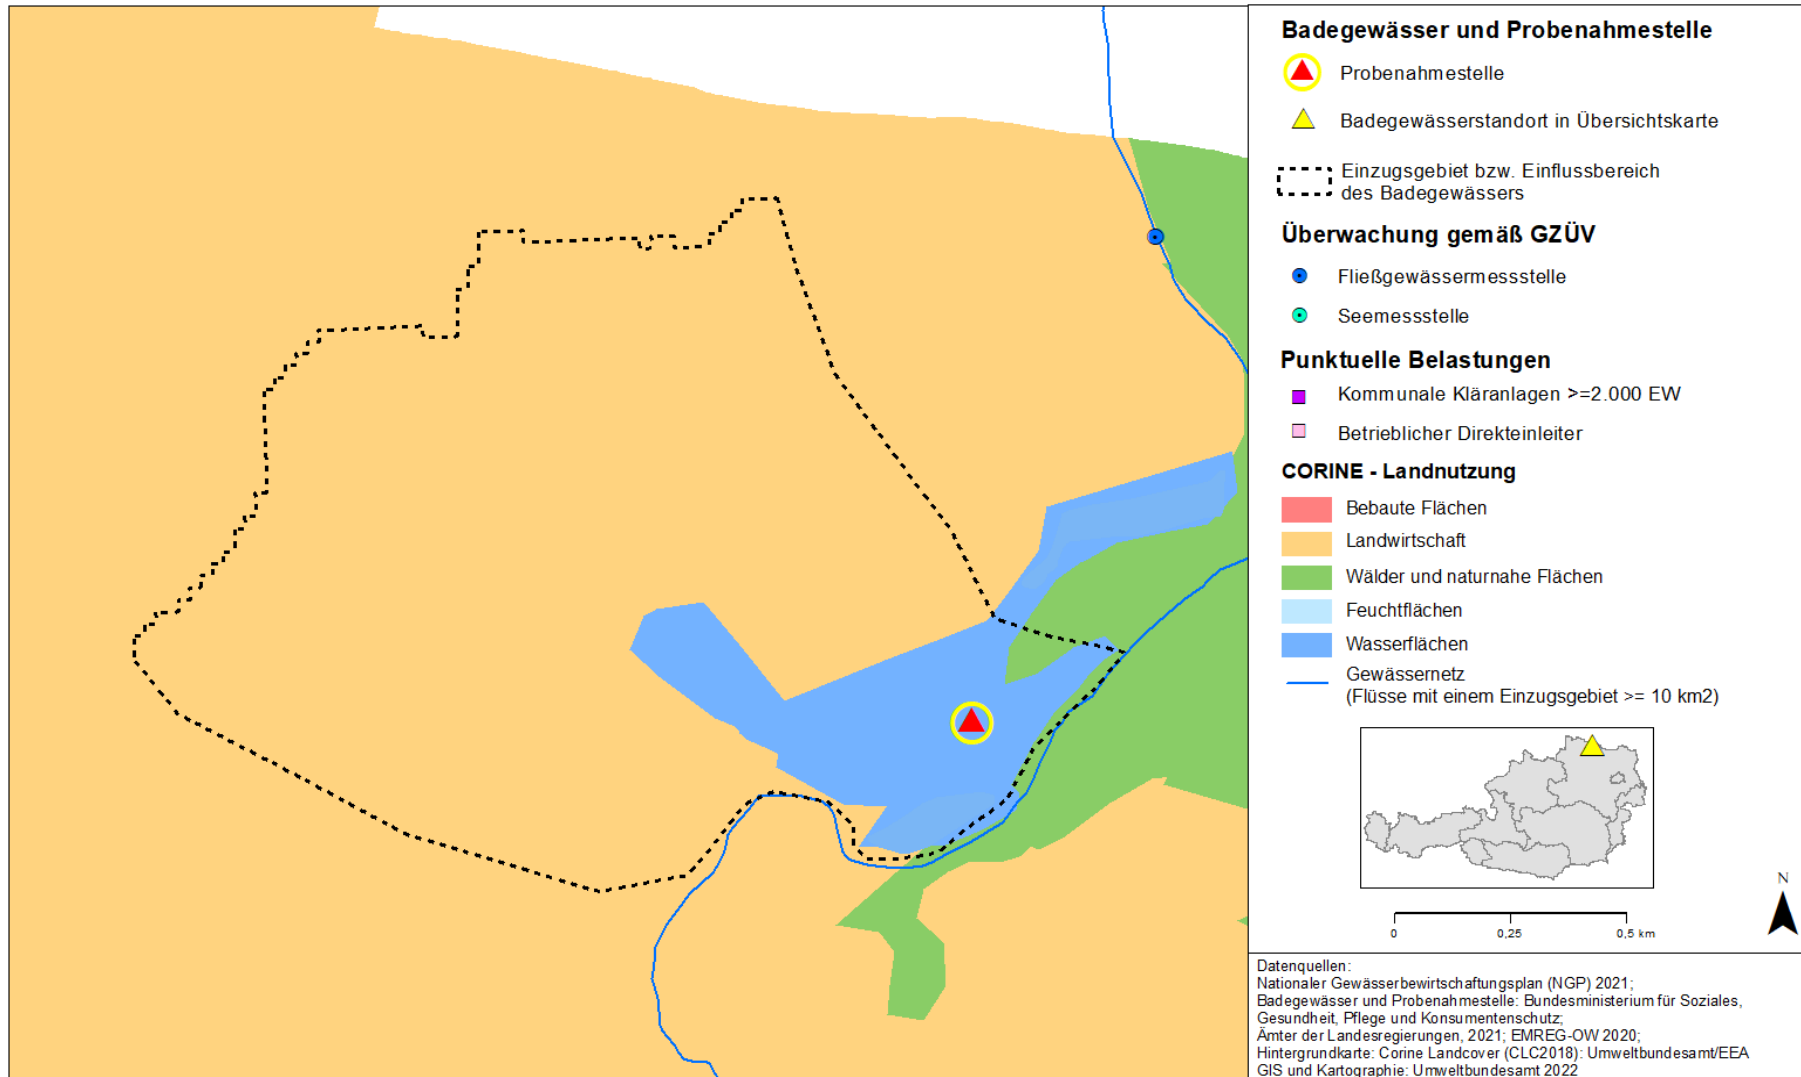 Badegewässer und Probenahmestelle
Probenahmestelle
Badegewässerstandort in Übersichtskarte
Einzugsgebiet bzw. Einflussbereich
des Badegewässers
Überwachung gemäß GZÜV
Fließgewässermessstelle
Seemessstelle
Punktuelle Belastungen
Kommunale Kläranlagen >=2.000 EW
Betrieblicher Direkteinleiter
CORINE - Landnutzung
Bebaute Flächen
Landwirtschaft
Wälder und naturnahe Flächen
Feuchtflächen
Wasserflächen
Gewässernetz
(Flüsse mit einem Einzugsgebiet >= 10 km2)
N
0 0,25 0,5 km
Datenquellen:
Nationaler Gewässerbewirtschaftungsplan (NGP) 2021;
Badegewässer und Probenahmestelle: Bundesministerium für Soziales,
Gesundheit, Pflege und Konsumentenschutz;
Ämter der Landesregierungen, 2021; EMREG-OW 2020;
Hintergrundkarte: Corine Landcover (CLC2018): Umweltbundesamt/EEA
GIS und Kartographie: Umweltbundesamt 2022